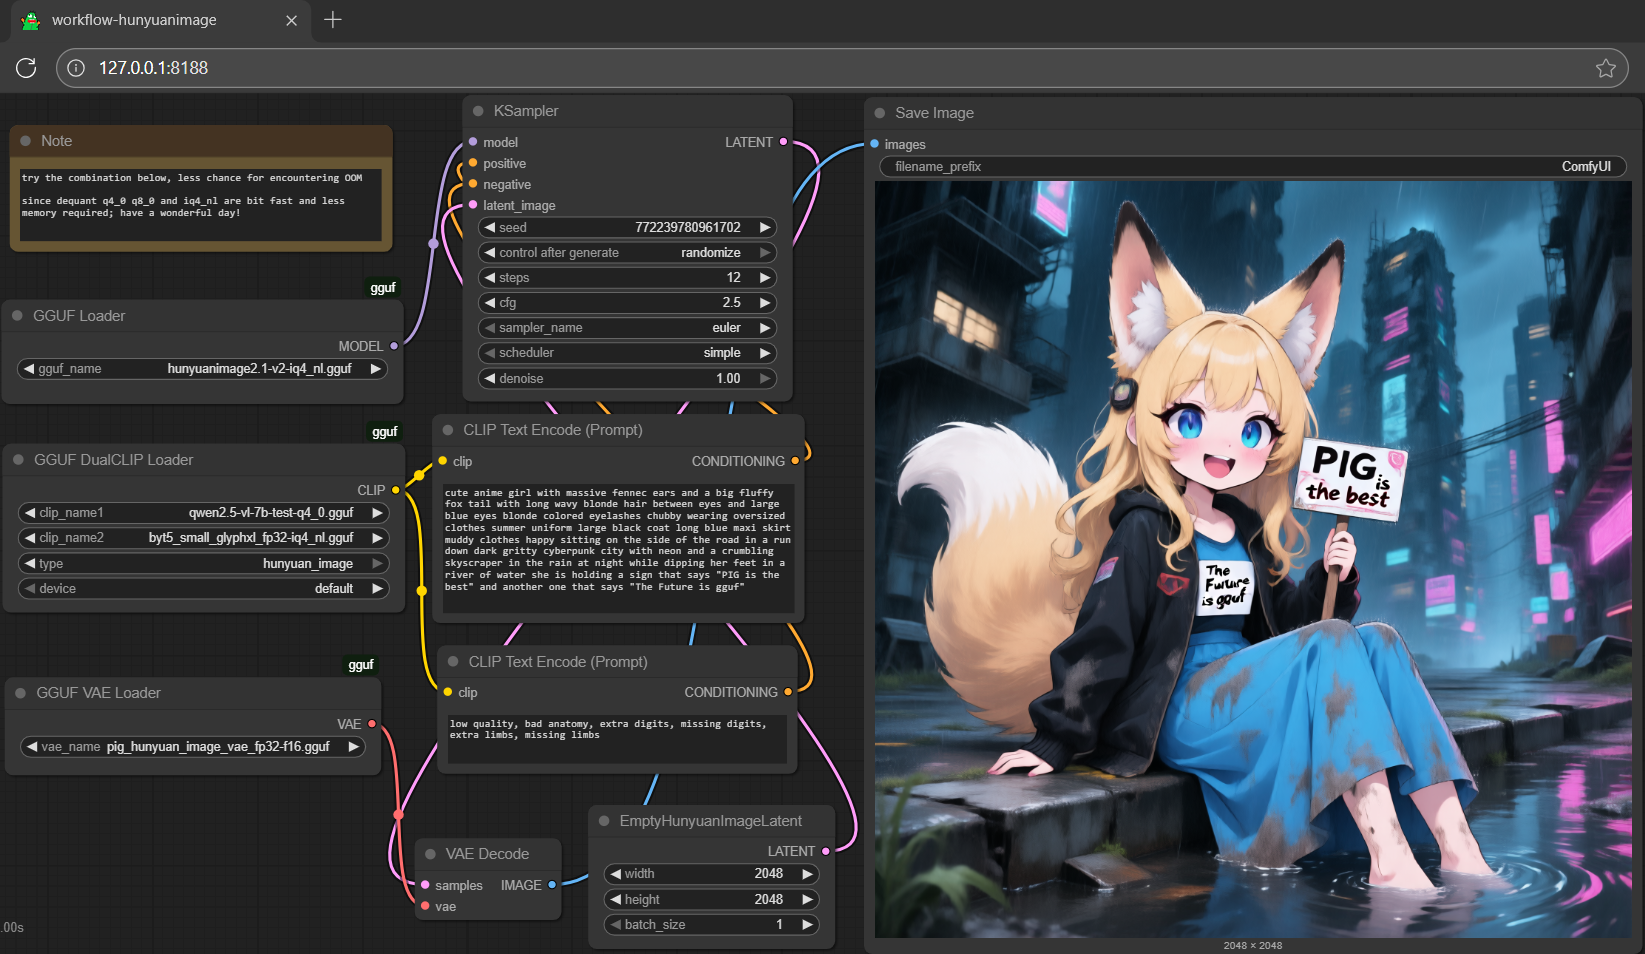 workflow-hunyuanimage
127.0.0.1:8188
Note
try the combination below, less chance for encountering OOM
since dequant q4_0 q8_0 and iq4_nl are bit fast and less
memory required; have a wonderful day!
gguf
GGUF Loader
MODEL
gguf_name hunyuanimage2.1-v2-iq4_nl.gguf
gguf
GGUF DualCLIP Loader
CLIP
clip_name1 qwen2.5-vl-7b-test-q4_0.gguf
clip_name2 byt5_small_glyphxl_fp32-iq4_nl.gguf
type hunyuan_image
device default
gguf
GGUF VAE Loader
VAE
vae_name pig_hunyuan_image_vae_fp32-f16.gguf
.00s
KSampler
model LATENT
positive
negative
latent_image
seed 772239780961702
control after generate randomize
steps 12
cfg 2.5
sampler_name euler
scheduler simple
denoise 1.00
CLIP Text Encode (Prompt)
clip CONDITIONING
cute anime girl with massive fennec ears and a big fluffy
fox tail with long wavy blonde hair between eyes and large
blue eyes blonde colored eyelashes chubby wearing oversized
clothes summer uniform large black coat long blue maxi skirt
muddy clothes happy sitting on the side of the road in a run
down dark gritty cyberpunk city with neon and a crumbling
skyscraper in the rain at night while dipping her feet in a
river of water she is holding a sign that says "PIG is the
best" and another one that says "The Future is gguf"
CLIP Text Encode (Prompt)
clip CONDITIONING
low quality, bad anatomy, extra digits, missing digits,
extra limbs, missing limbs
VAE Decode
samples IMAGE
vae
EmptyHunyuanImageLatent
LATENT
width 2048
height 2048
batch_size 1
Save Image
images
filename_prefix ComfyUI
PIG is
the best
The
Future
is gguf
2048 × 2048